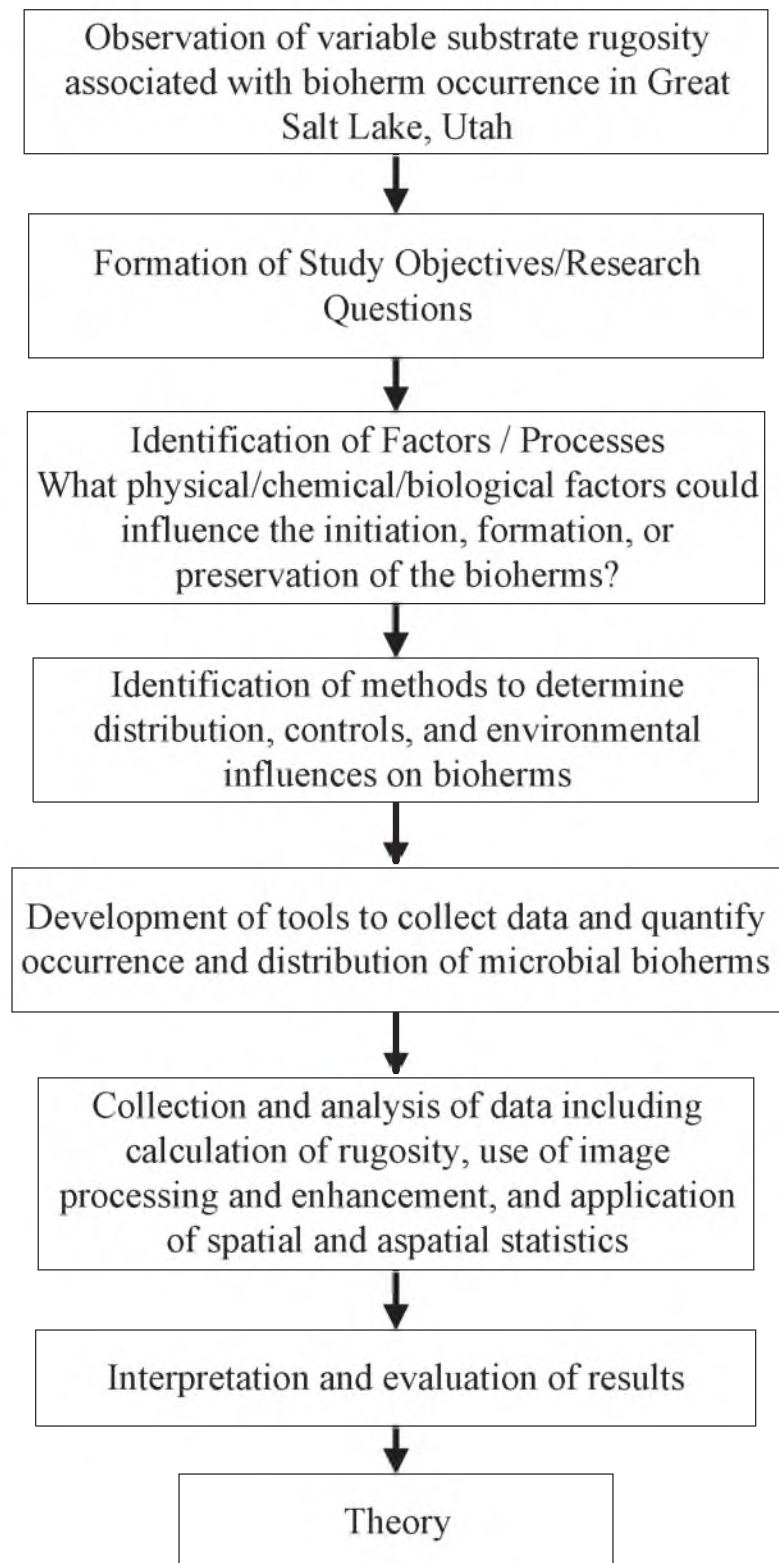 Observation of variable substrate rugosity
associated with bioherm occurrence in Great
Salt Lake, Utah
Formation of Study Objectives/Research
Questions
Identification of Factors / Processes
What physical/chemical/biological factors could
influence the initiation, formation, or
preservation of the bioherms?
Identification of methods to determine
distribution, controls, and environmental
influences on bioherms
Development of tools to collect data and quantify
occurrence and distribution of microbial bioherms
Collection and analysis of data including
calculation of rugosity, use of image
processing and enhancement, and application
of spatial and aspatial statistics
Interpretation and evaluation of results
Theory